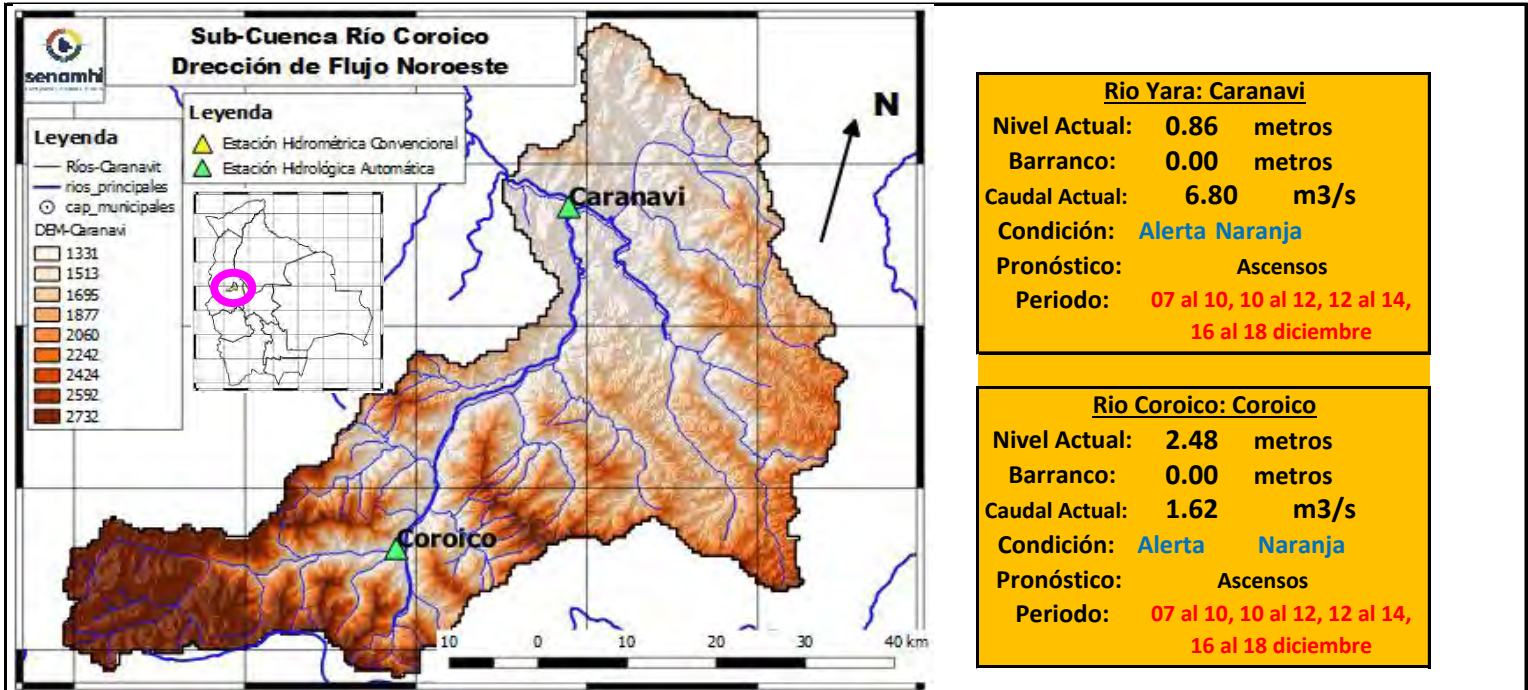 senamhi
Sub-Cuenca Río Coroico
Drección de Flujo Noroeste
Leyenda
Ríos-Caranavit
rios_principales
cap_municipales
DEM-Caranavi
1331
1513
1695
1877
2060
2242
2424
2592
2732
Leyenda
Estación Hidrométrica Convencional
Estación Hidrológica Automática
N
Caranavi
Coroico
10 0 10 20 30 40 km
Rio Yara: Caranavi
Nivel Actual: 0.86 metros
Barranco: 0.00 metros
Caudal Actual: 6.80 m3/s
Condición: Alerta Naranja
Pronóstico: Ascensos
Periodo: 07 al 10, 10 al 12, 12 al 14,
16 al 18 diciembre
Rio Coroico: Coroico
Nivel Actual: 2.48 metros
Barranco: 0.00 metros
Caudal Actual: 1.62 m3/s
Condición: Alerta Naranja
Pronóstico: Ascensos
Periodo: 07 al 10, 10 al 12, 12 al 14,
16 al 18 diciembre